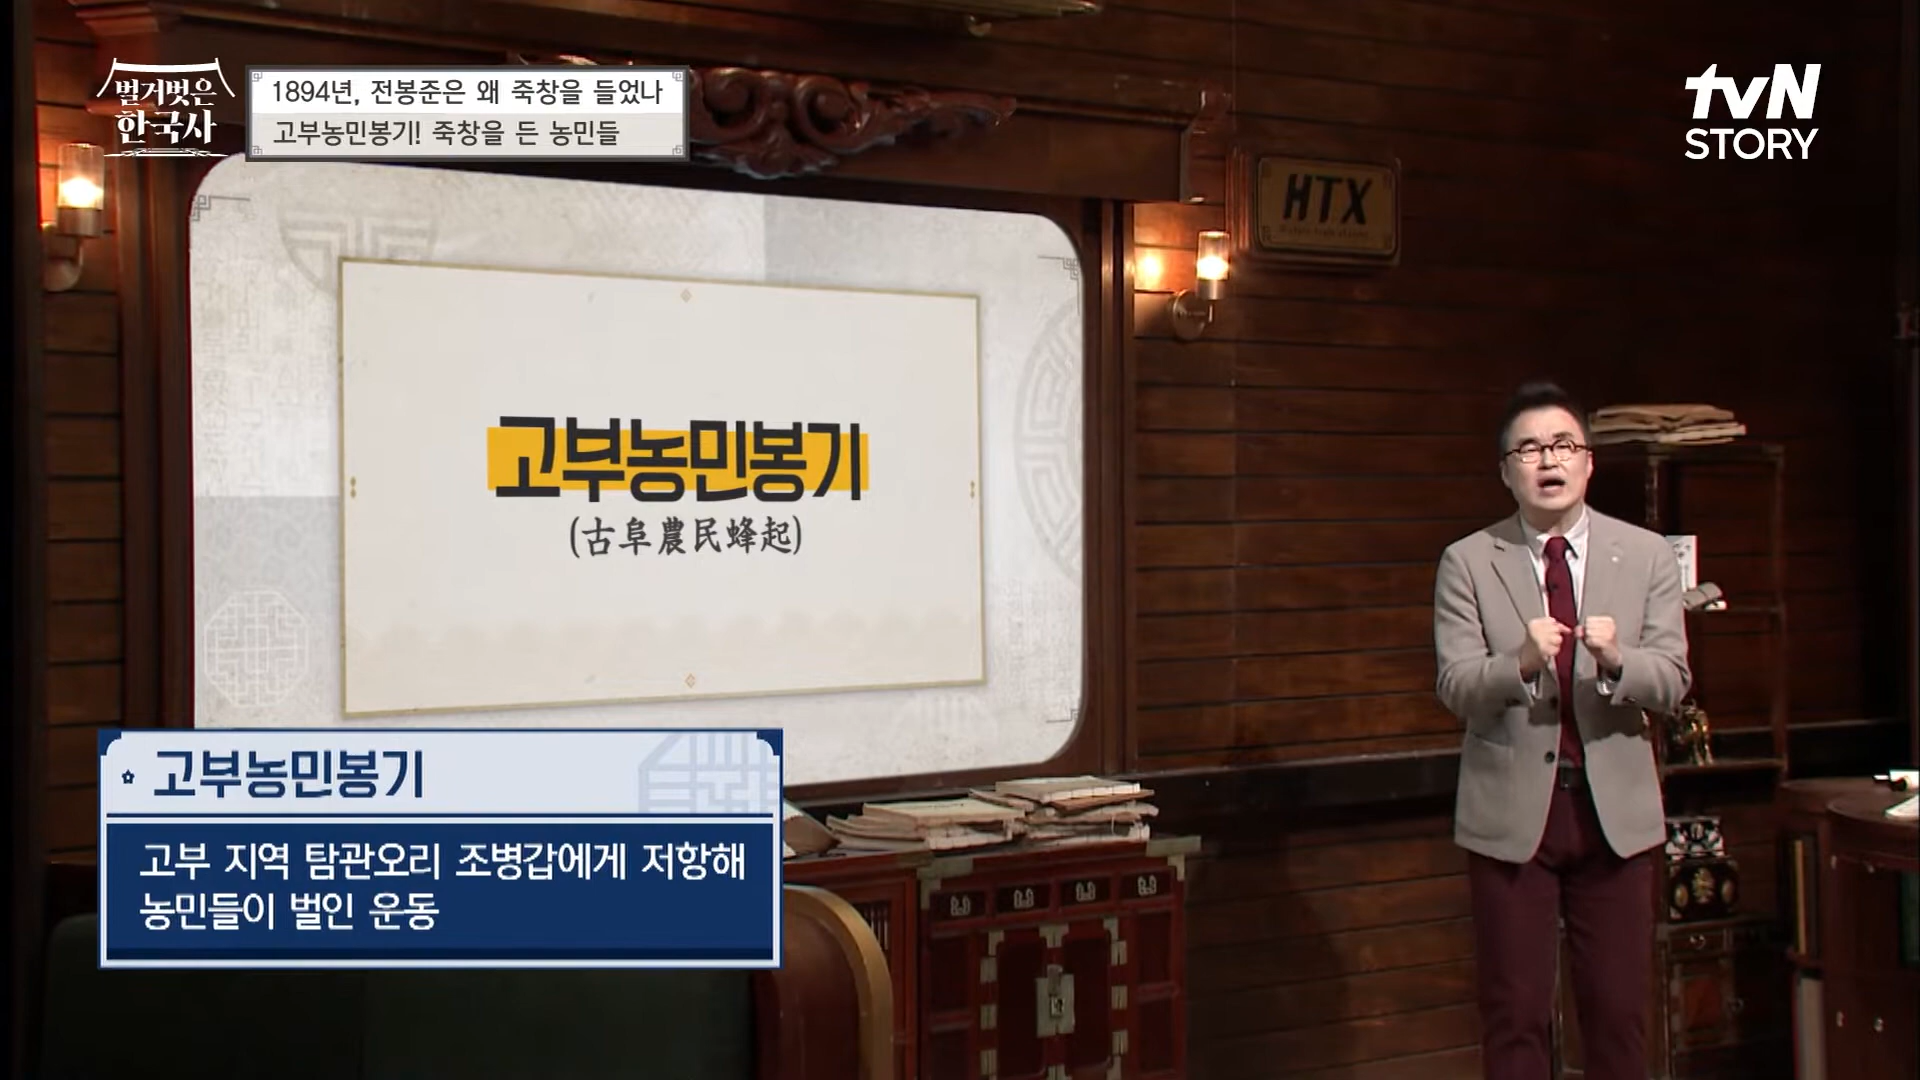 벌거벗은
한국사
1894년, 전봉준은 왜 죽창을 들었나
고부농민봉기! 죽창을 든 농민들
tvN
STORY
HTX
고부농민봉기
(古阜農民蜂起)
고부농민봉기
고부 지역 탐관오리 조병갑에게 저항해
농민들이 벌인 운동